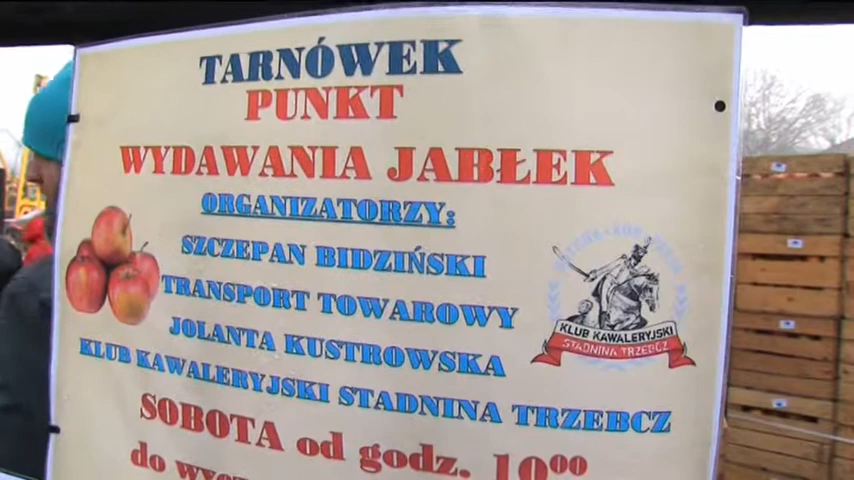 TARNÓWEK
PUNKT
WYDAWANIA JABŁEK
ORGANIZATORZY:
SZCZEPAN BIDZIŃSKI
TRANSPORT TOWAROWY
JOLANTA KUSTROWSKA,
KLUB KAWALERYJSKI STADNINA TRZEBCZ
KLUB KAWALERYJSKI
STADNINA TRZEBCZ
SOBOTA od godz. 10⁰⁰
do